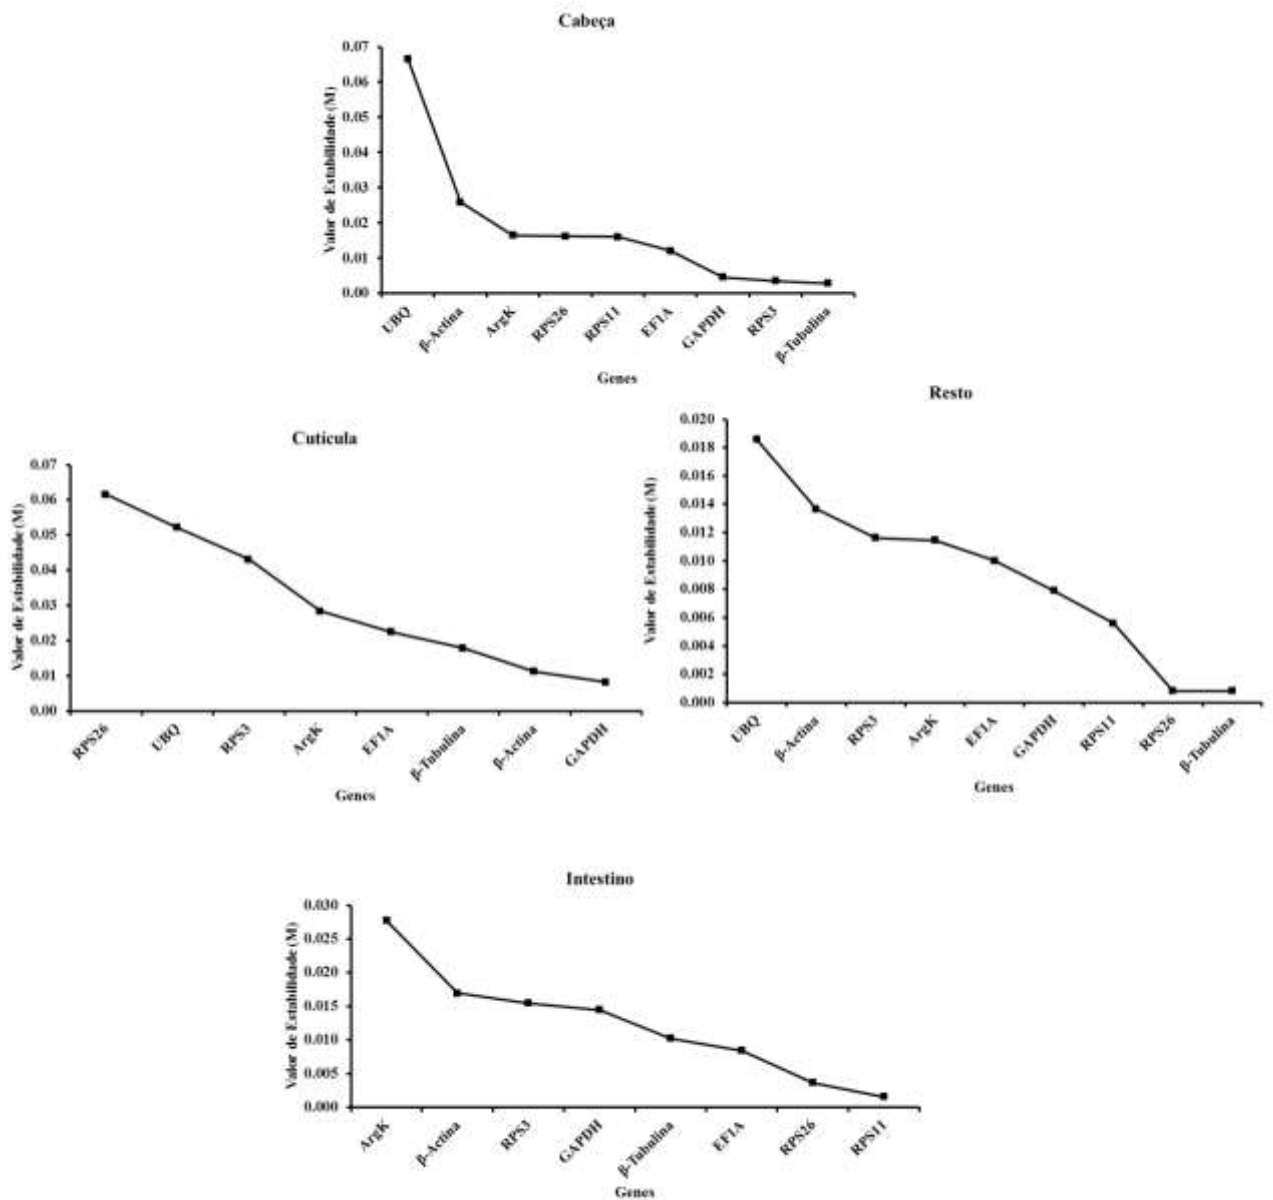 Cabeça
Valor de Estabilidade (M)
0.07
0.06
0.05
0.04
0.03
0.02
0.01
0.00
UBQ
β-Actina
ArgK
RPS26
RPS11
EF1A
GAPDH
RPS3
β-Tubulina
Genes
Cutícula
Valor de Estabilidade (M)
0.07
0.06
0.05
0.04
0.03
0.02
0.01
0.00
RPS26
UBQ
RPS3
ArgK
EF1A
β-Tubulina
β-Actina
GAPDH
Genes
Resto
Valor de Estabilidade (M)
0.020
0.018
0.016
0.014
0.012
0.010
0.008
0.006
0.004
0.002
0.000
UBQ
β-Actina
RPS3
ArgK
EF1A
GAPDH
RPS11
RPS26
β-Tubulina
Genes
Intestino
Valor de Estabilidade (M)
0.030
0.025
0.020
0.015
0.010
0.005
0.000
ArgK
β-Actina
RPS3
GAPDH
β-Tubulina
EF1A
RPS26
RPS11
Genes